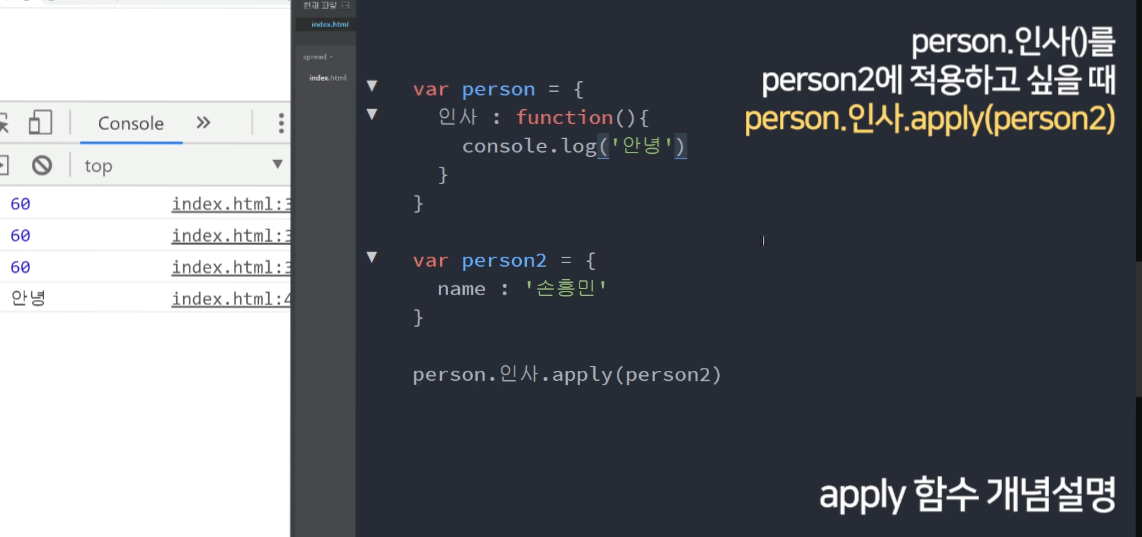 현재 파일
index.html
spread
index.html
Console
top
60 index.html:3
60 index.html:3
60 index.html:3
안녕 index.html:4
var person = {
인사 : function(){
console.log('안녕')
}
}
var person2 = {
name : '손흥민'
}
person.인사.apply(person2)
person.인사()를
person2에 적용하고 싶을 때
person.인사.apply(person2)
apply 함수 개념설명